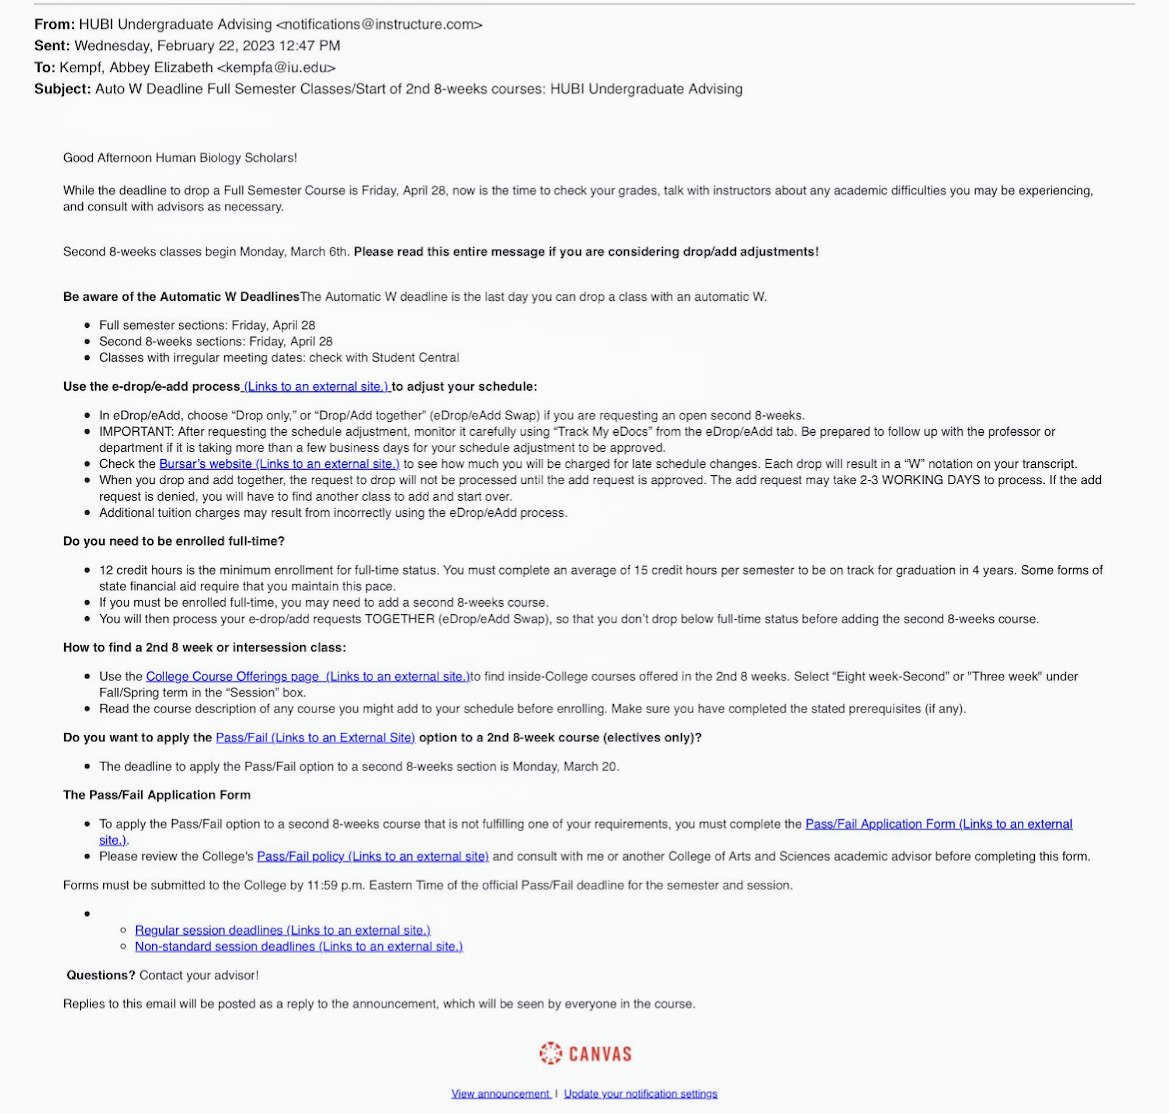 From: HUBI Undergraduate Advising <notifications@instructure.com>
Sent: Wednesday, February 22, 2023 12:47 PM
To: Kempf, Abbey Elizabeth <kempfa@iu.edu>
Subject: Auto W Deadline Full Semester Classes/Start of 2nd 8-weeks courses: HUBI Undergraduate Advising
Good Afternoon Human Biology Scholars!
While the deadline to drop a Full Semester Course is Friday, April 28, now is the time to check your grades, talk with instructors about any academic difficulties you may be experiencing,
and consult with advisors as necessary.
Second 8-weeks classes begin Monday, March 6th. Please read this entire message if you are considering drop/add adjustments!
Be aware of the Automatic W DeadlinesThe Automatic W deadline is the last day you can drop a class with an automatic W.
• Full semester sections: Friday, April 28
• Second 8-weeks sections: Friday, April 28
• Classes with irregular meeting dates: check with Student Central
Use the e-drop/e-add process (Links to an external site.) to adjust your schedule:
• In eDrop/eAdd, choose “Drop only,” or “Drop/Add together” (eDrop/eAdd Swap) if you are requesting an open second 8-weeks.
• IMPORTANT: After requesting the schedule adjustment, monitor it carefully using “Track My eDocs” from the eDrop/eAdd tab. Be prepared to follow up with the professor or
department if it is taking more than a few business days for your schedule adjustment to be approved.
• Check the Bursar’s website (Links to an external site.) to see how much you will be charged for late schedule changes. Each drop will result in a “W” notation on your transcript.
• When you drop and add together, the request to drop will not be processed until the add request is approved. The add request may take 2-3 WORKING DAYS to process. If the add
request is denied, you will have to find another class to add and start over.
• Additional tuition charges may result from incorrectly using the eDrop/eAdd process.
Do you need to be enrolled full-time?
• 12 credit hours is the minimum enrollment for full-time status. You must complete an average of 15 credit hours per semester to be on track for graduation in 4 years. Some forms of
state financial aid require that you maintain this pace.
• If you must be enrolled full-time, you may need to add a second 8-weeks course.
• You will then process your e-drop/add requests TOGETHER (eDrop/eAdd Swap), so that you don’t drop below full-time status before adding the second 8-weeks course.
How to find a 2nd 8 week or intersession class:
• Use the College Course Offerings page  (Links to an external site.)to find inside-College courses offered in the 2nd 8 weeks. Select “Eight week-Second” or "Three week" under
Fall/Spring term in the “Session” box.
• Read the course description of any course you might add to your schedule before enrolling. Make sure you have completed the stated prerequisites (if any).
Do you want to apply the Pass/Fail (Links to an External Site) option to a 2nd 8-week course (electives only)?
• The deadline to apply the Pass/Fail option to a second 8-weeks section is Monday, March 20.
The Pass/Fail Application Form
• To apply the Pass/Fail option to a second 8-weeks course that is not fulfilling one of your requirements, you must complete the Pass/Fail Application Form (Links to an external
site.).
• Please review the College’s Pass/Fail policy (Links to an external site) and consult with me or another College of Arts and Sciences academic advisor before completing this form.
Forms must be submitted to the College by 11:59 p.m. Eastern Time of the official Pass/Fail deadline for the semester and session.
•
◦ Regular session deadlines (Links to an external site.)
◦ Non-standard session deadlines (Links to an external site.)
Questions? Contact your advisor!
Replies to this email will be posted as a reply to the announcement, which will be seen by everyone in the course.
CANVAS
View announcement | Update your notification settings